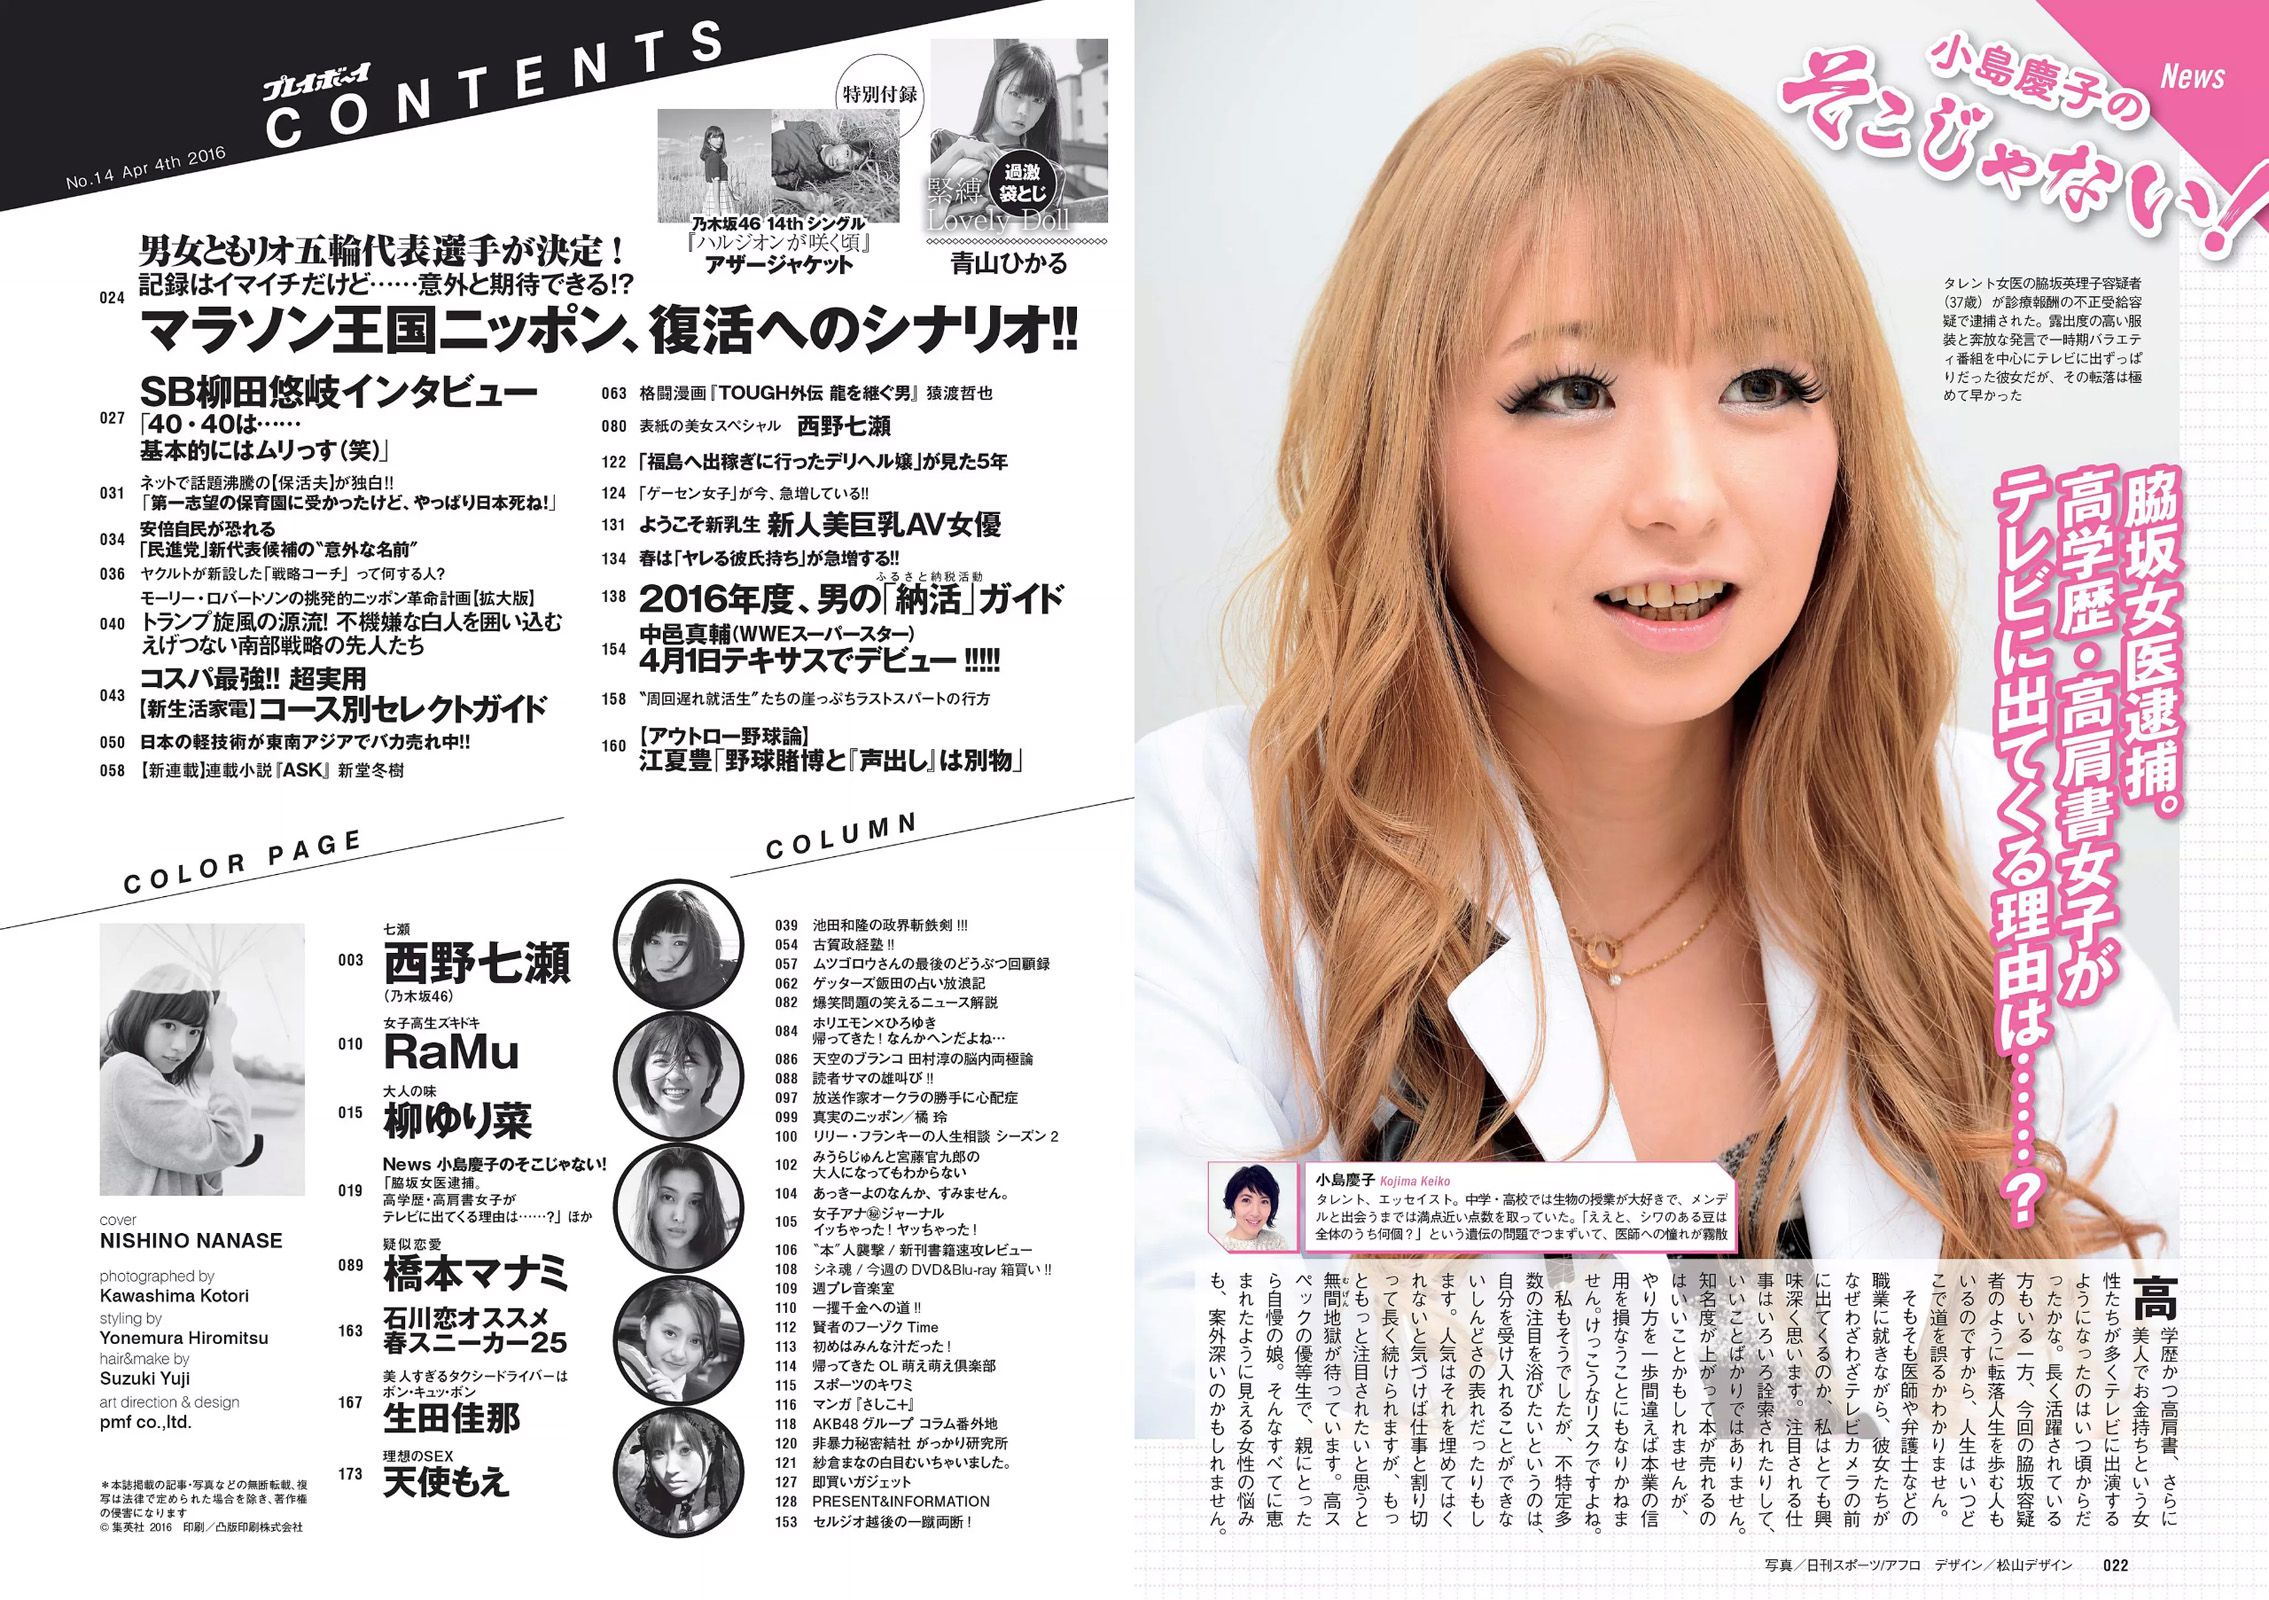 プレイボーイ
CONTENTS
No.14 Apr 4th 2016
特別付録
乃木坂46 14th シングル
『ハルジオンが咲く頃』
アザージャケット
過激
袋とじ
緊縛
Lovely Doll
青山ひかる
024
男女ともリオ五輪代表選手が決定！
記録はイマイチだけど……意外と期待できる!?
マラソン王国ニッポン、復活へのシナリオ!!
027
SB柳田悠岐インタビュー
「40・40は……
基本的にはムリっす（笑）」
031
ネットで話題沸騰の【保活夫】が独白!!
「第一志望の保育園に受かったけど、やっぱり日本死ね！」
034
安倍自民が恐れる
「民進党」新代表候補の〝意外な名前〟
036 ヤクルトが新設した「戦略コーチ」って何する人？
040
モーリー・ロバートソンの挑発的ニッポン革命計画【拡大版】
トランプ旋風の源流！ 不機嫌な白人を囲い込む
えげつない南部戦略の先人たち
043
コスパ最強!! 超実用
【新生活家電】コース別セレクトガイド
050 日本の軽技術が東南アジアでバカ売れ中!!
058 【新連載】連載小説『ASK』 新堂冬樹
063 格闘漫画『TOUGH外伝 龍を継ぐ男』 猿渡哲也
080 表紙の美女スペシャル 西野七瀬
122 「福島へ出稼ぎに行ったデリヘル嬢」が見た5年
124 「ゲーセン女子」が今、急増している!!
131 ようこそ新乳生 新人美巨乳AV女優
134 春は「ヤレる彼氏持ち」が急増する!!
ふるさと納税活動
138 2016年度、男の「納活」ガイド
154
中邑真輔（WWEスーパースター）
4月1日テキサスでデビュー !!!!!
158 〝周回遅れ就活生〟たちの崖っぷちラストスパートの行方
160
【アウトロー野球論】
江夏豊「野球賭博と『声出し』は別物」
COLOR PAGE
cover
NISHINO NANASE
photographed by
Kawashima Kotori
styling by
Yonemura Hiromitsu
hair&make by
Suzuki Yuji
art direction & design
pmf co.,ltd.
＊本誌掲載の記事・写真などの無断転載、複
写は法律で定められた場合を除き、著作権
の侵害になります
© 集英社 2016 印刷／凸版印刷株式会社
003
七瀬
西野七瀬
（乃木坂46）
010
女子高生ズキドキ
RaMu
015
大人の味
柳ゆり菜
019
News 小島慶子のそこじゃない！
「脇坂女医逮捕。
高学歴・高肩書女子が
テレビに出てくる理由は……？」ほか
089
疑似恋愛
橋本マナミ
163
石川恋オススメ
春スニーカー25
167
美人すぎるタクシードライバーは
ボン・キュッ・ボン
生田佳那
173
理想のSEX
天使もえ
COLUMN
039 池田和隆の政界斬鉄剣 !!!
054 古賀政経塾 !!
057 ムツゴロウさんの最後のどうぶつ回顧録
062 ゲッターズ飯田の占い放浪記
082 爆笑問題の笑えるニュース解説
084
ホリエモン×ひろゆき
帰ってきた！なんかヘンだよね…
086 天空のブランコ 田村淳の脳内両極論
088 読者サマの雄叫び !!
097 放送作家オークラの勝手に心配症
099 真実のニッポン／橘 玲
100 リリー・フランキーの人生相談 シーズン 2
102
みうらじゅんと宮藤官九郎の
大人になってもわからない
104 あっきーよのなんか、すみません。
105
女子アナ㊙ジャーナル
イッちゃった！ヤッちゃった！
106 〝本〟人襲撃 / 新刊書籍速攻レビュー
108 シネ魂 / 今週の DVD&Blu-ray 箱買い !!
109 週プレ音楽室
110 一攫千金への道 !!
112 賢者のフーゾク Time
113 初めはみんな汁だった！
114 帰ってきた OL 萌え萌え倶楽部
115 スポーツのキワミ
116 マンガ『さしこ＋』
118 AKB48 グループ コラム番外地
120 非暴力秘密結社 がっかり研究所
121 紗倉まなの白目むいちゃいました。
127 即買いガジェット
128 PRESENT&INFORMATION
153 セルジオ越後の一蹴両断！
News
小島慶子の
そこじゃない！
タレント女医の脇坂英理子容疑者
（37歳）が診療報酬の不正受給容
疑で逮捕された。露出度の高い服
装と奔放な発言で一時期バラエテ
ィ番組を中心にテレビに出ずっぱ
りだった彼女だが、その転落は極
めて早かった
脇坂女医逮捕。
高学歴・高肩書女子が
テレビに出てくる理由は……？
小島慶子 Kojima Keiko
タレント、エッセイスト。中学・高校では生物の授業が大好きで、メンデ
ルと出会うまでは満点近い点数を取っていた。「ええと、シワのある豆は
全体のうち何個？」という遺伝の問題でつまずいて、医師への憧れが霧散
高学歴かつ高肩書、さらに
美人でお金持ちという女
性たちが多くテレビに出演する
ようになったのはいつ頃からだ
ったかな。長く活躍されている
方もいる一方、今回の脇坂容疑
者のように転落人生を歩む人も
いるのですから、人生はいつど
こで道を誤るかわかりません。
そもそも医師や弁護士などの
職業に就きながら、彼女たちが
なぜわざわざテレビカメラの前
に出てくるのか、私はとても興
味深く思います。注目される仕
事はいろいろ詮索されたりして、
いいことばかりではありません。
知名度が上がって本が売れるの
はいいことかもしれませんが、
やり方を一歩間違えば本業の信
用を損なうことにもなりかねま
せん。けっこうなリスクですよね。
私もそうでしたが、不特定多
数の注目を浴びたいというのは、
自分を受け入れることができな
いしんどさの表れだったりもし
ます。人気はそれを埋めてはく
れないと気づけば仕事と割り切
って長く続けられますが、もっ
ともっと注目されたいと思うと
無間地獄が待っています。高ス
むげん
ペックの優等生で、親にとった
ら自慢の娘。そんなすべてに恵
まれたように見える女性の悩み
も、案外深いのかもしれません。
写真／日刊スポーツ/アフロ デザイン／松山デザイン 022